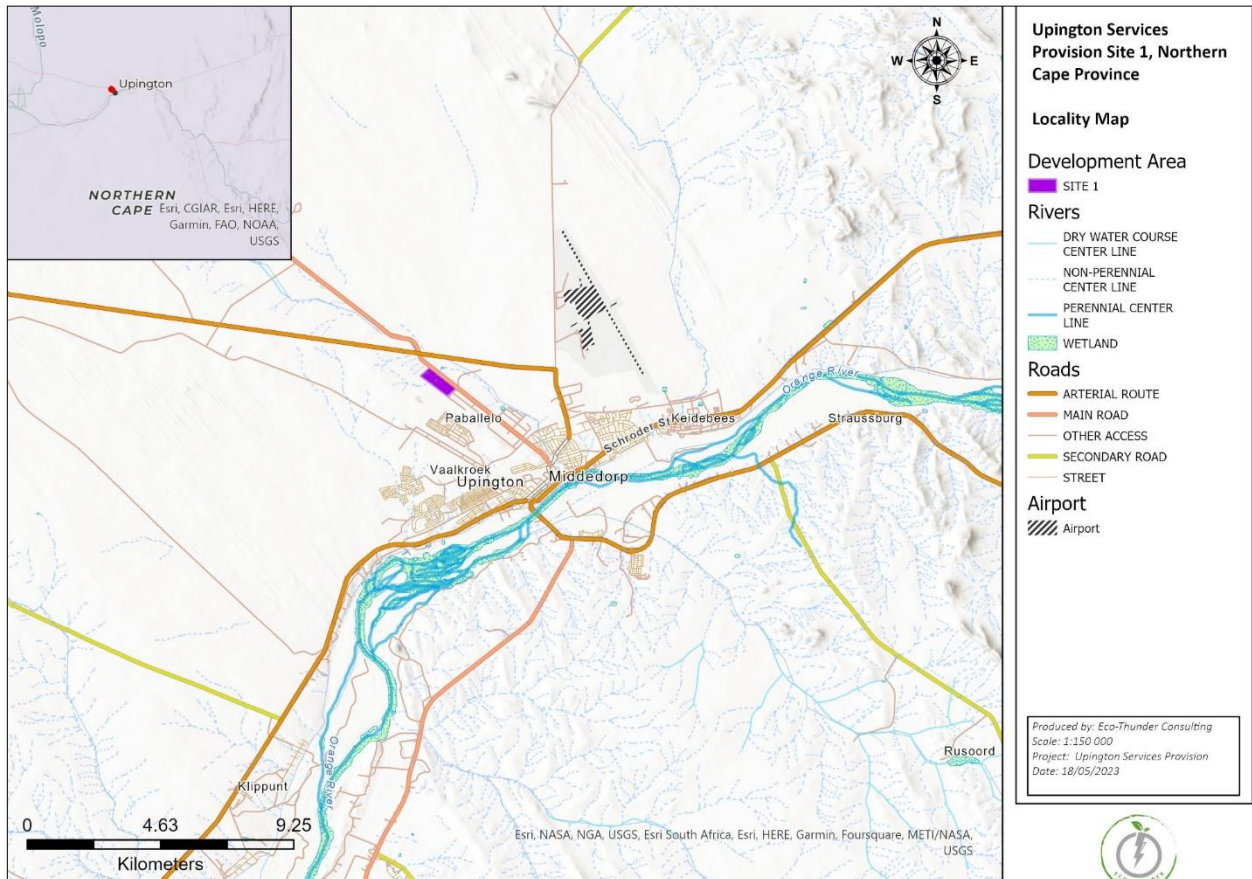 Molopo
Upington
NORTHERN
CAPE
Esri, CGIAR, Esri, HERE,
Garmin, FAO, NOAA,
USGS
N
W
E
S
Orange River
Paballelo
Schroder St
Keidebees
Straussburg
Vaalkroek
Upington
Middedorp
Rusoord
Klippunt
Orange River
0 4.63 9.25
Kilometers
Esri, NASA, NGA, USGS, Esri South Africa, Esri, HERE, Garmin, Foursquare, METI/NASA,
USGS
Upington Services
Provision Site 1, Northern
Cape Province
Locality Map
Development Area
SITE 1
Rivers
DRY WATER COURSE
CENTER LINE
NON-PERENNIAL
CENTER LINE
PERENNIAL CENTER
LINE
WETLAND
Roads
ARTERIAL ROUTE
MAIN ROAD
OTHER ACCESS
SECONDARY ROAD
STREET
Airport
Airport
Produced by: Eco-Thunder Consulting
Scale: 1:150 000
Project: Upington Services Provision
Date: 18/05/2023